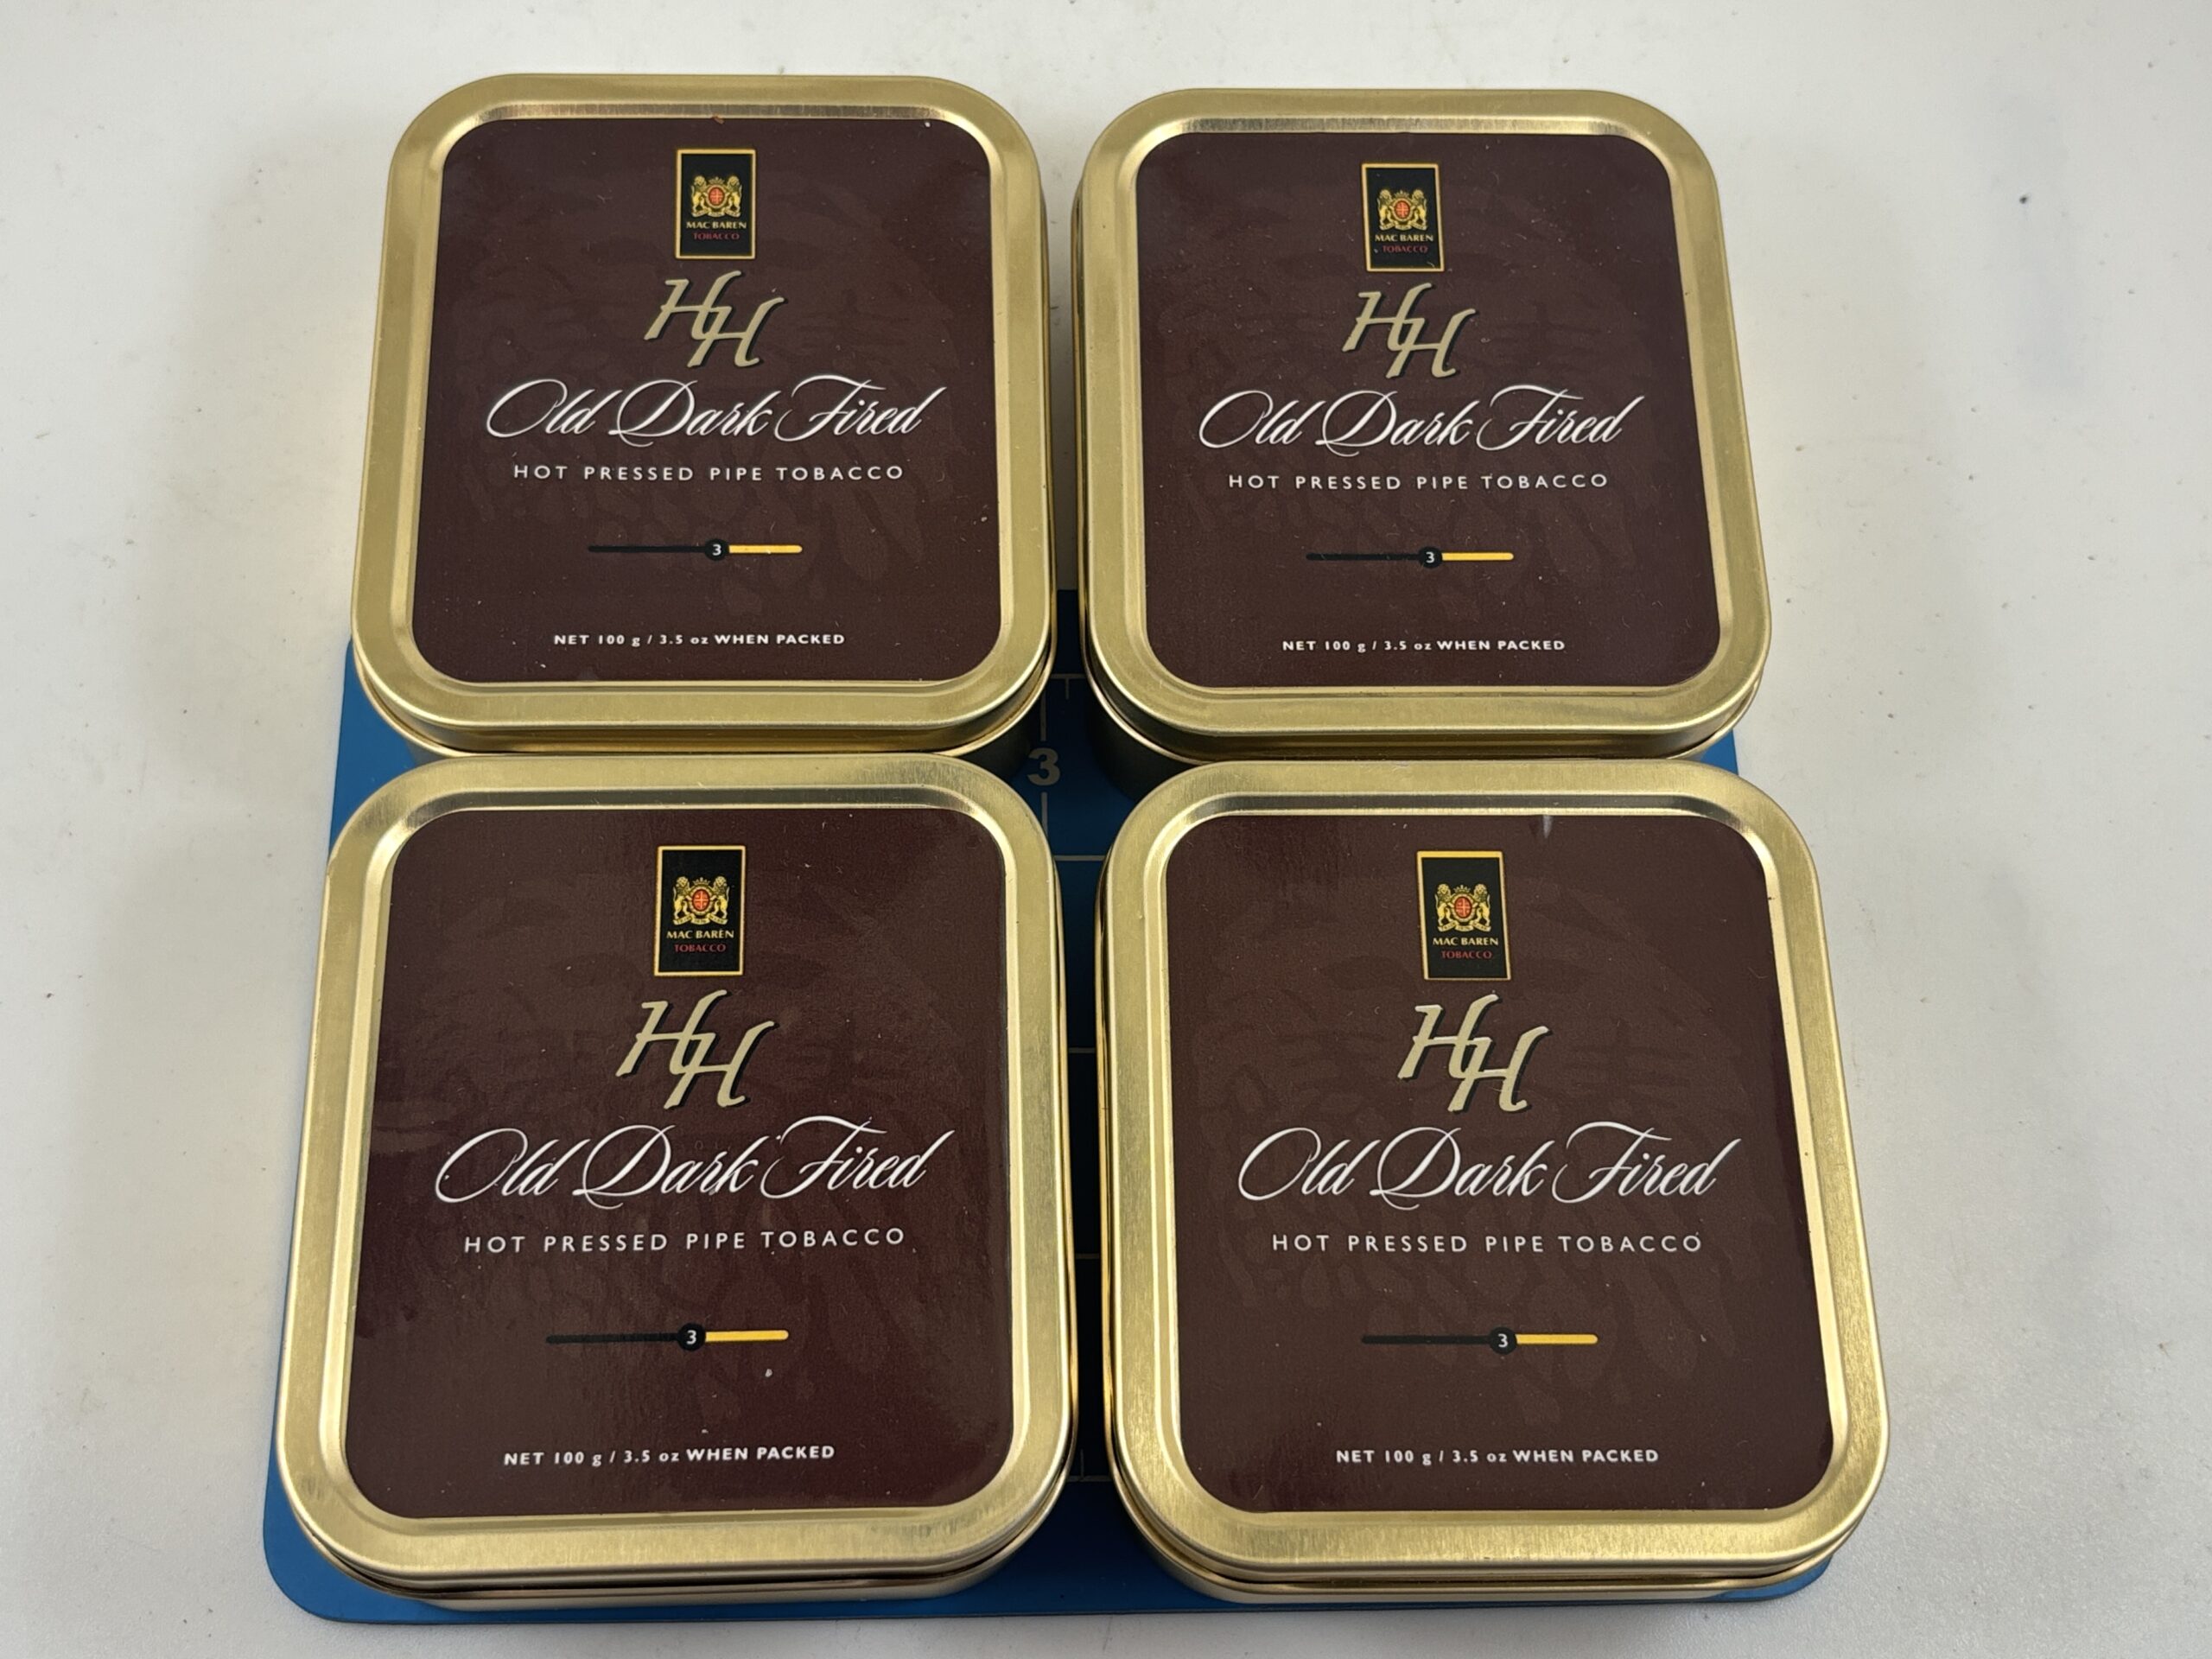 MAC BAREN
TOBACCO
HH
Old Dark Fired
HOT PRESSED PIPE TOBACCO
3
NET 100 g / 3.5 oz WHEN PACKED
MAC BAREN
TOBACCO
HH
Old Dark Fired
HOT PRESSED PIPE TOBACCO
3
NET 100 g / 3.5 oz WHEN PACKED
3
MAC BAREN
TOBACCO
HH
Old Dark Fired
HOT PRESSED PIPE TOBACCO
3
NET 100 g / 3.5 oz WHEN PACKED
MAC BAREN
TOBACCO
HH
Old Dark Fired
HOT PRESSED PIPE TOBACCO
3
NET 100 g / 3.5 oz WHEN PACKED